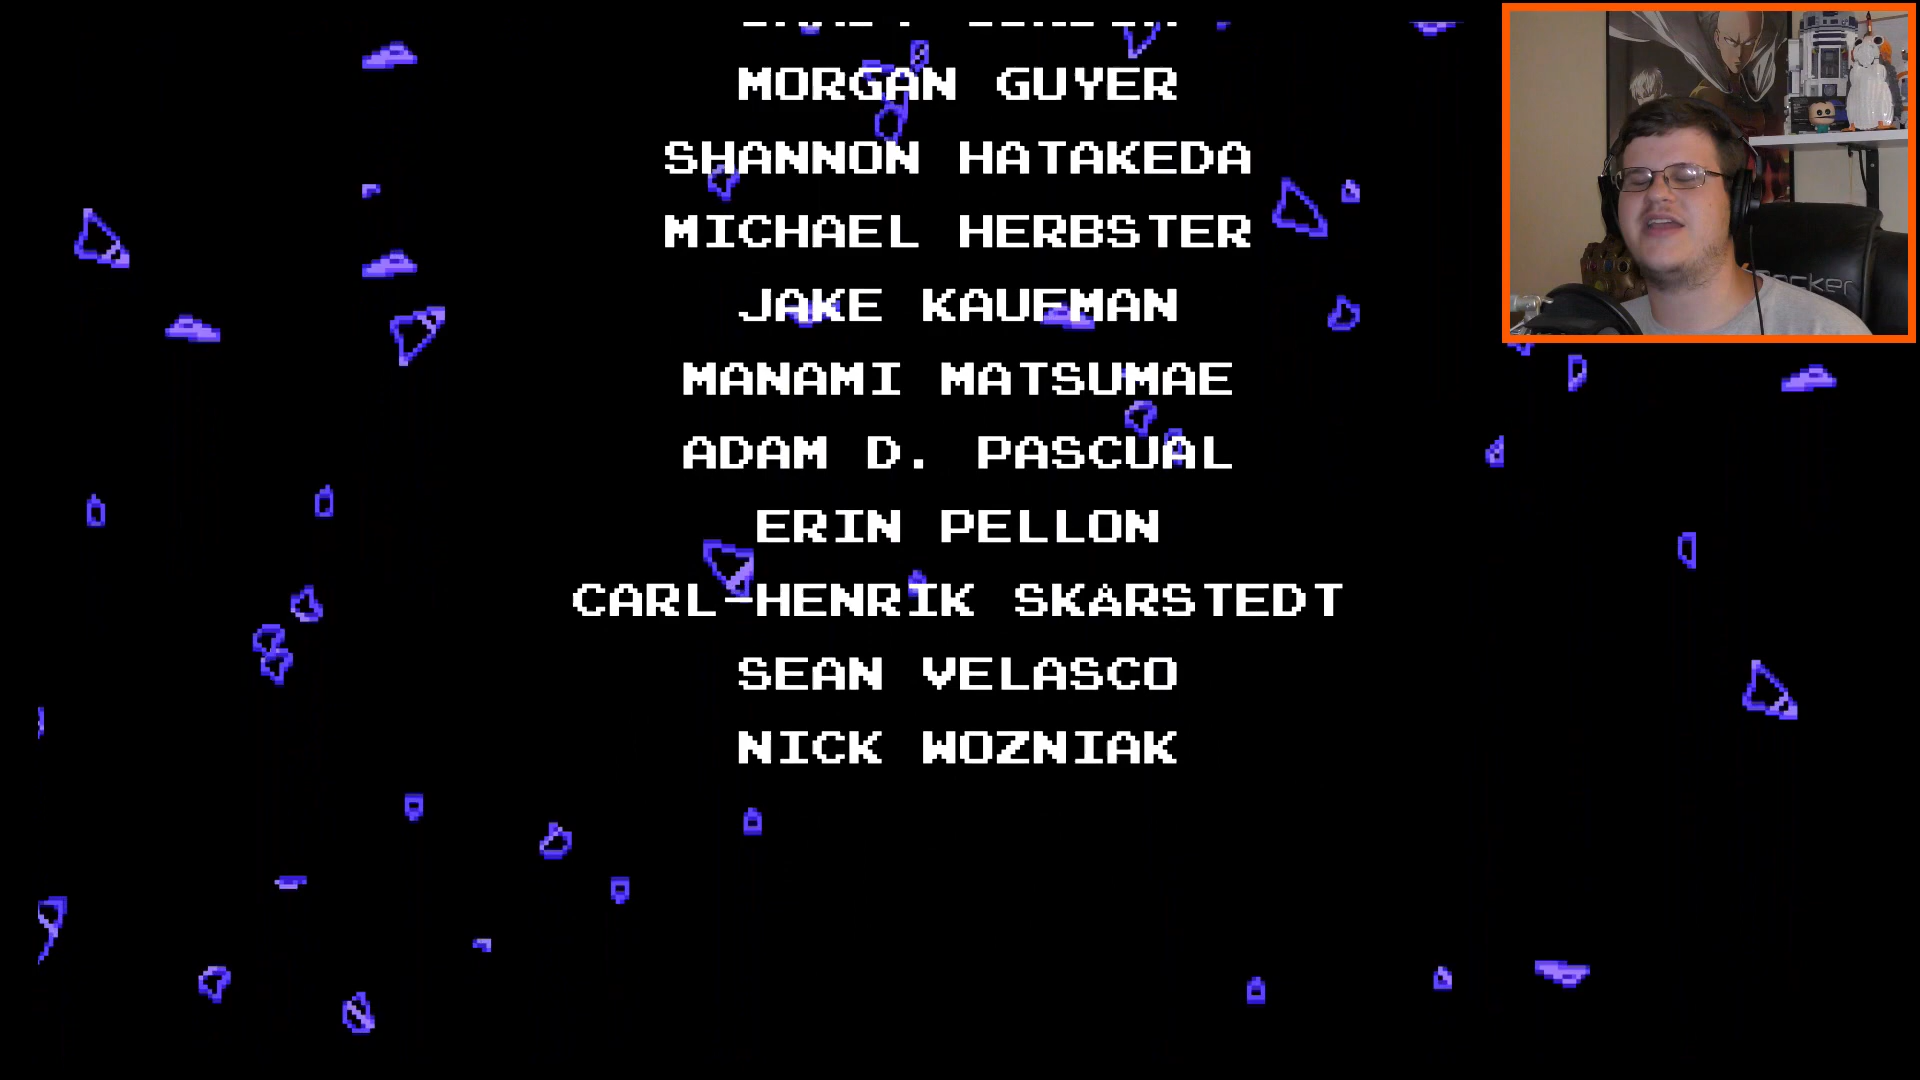 MORGAN GUYER
SHANNON HATAKEDA
MICHAEL HERBSTER
JAKE KAUFMAN
MANAMI MATSUMAE
ADAM D. PASCUAL
ERIN PELLON
CARL-HENRIK SKARSTEDT
SEAN VELASCO
NICK WOZNIAK